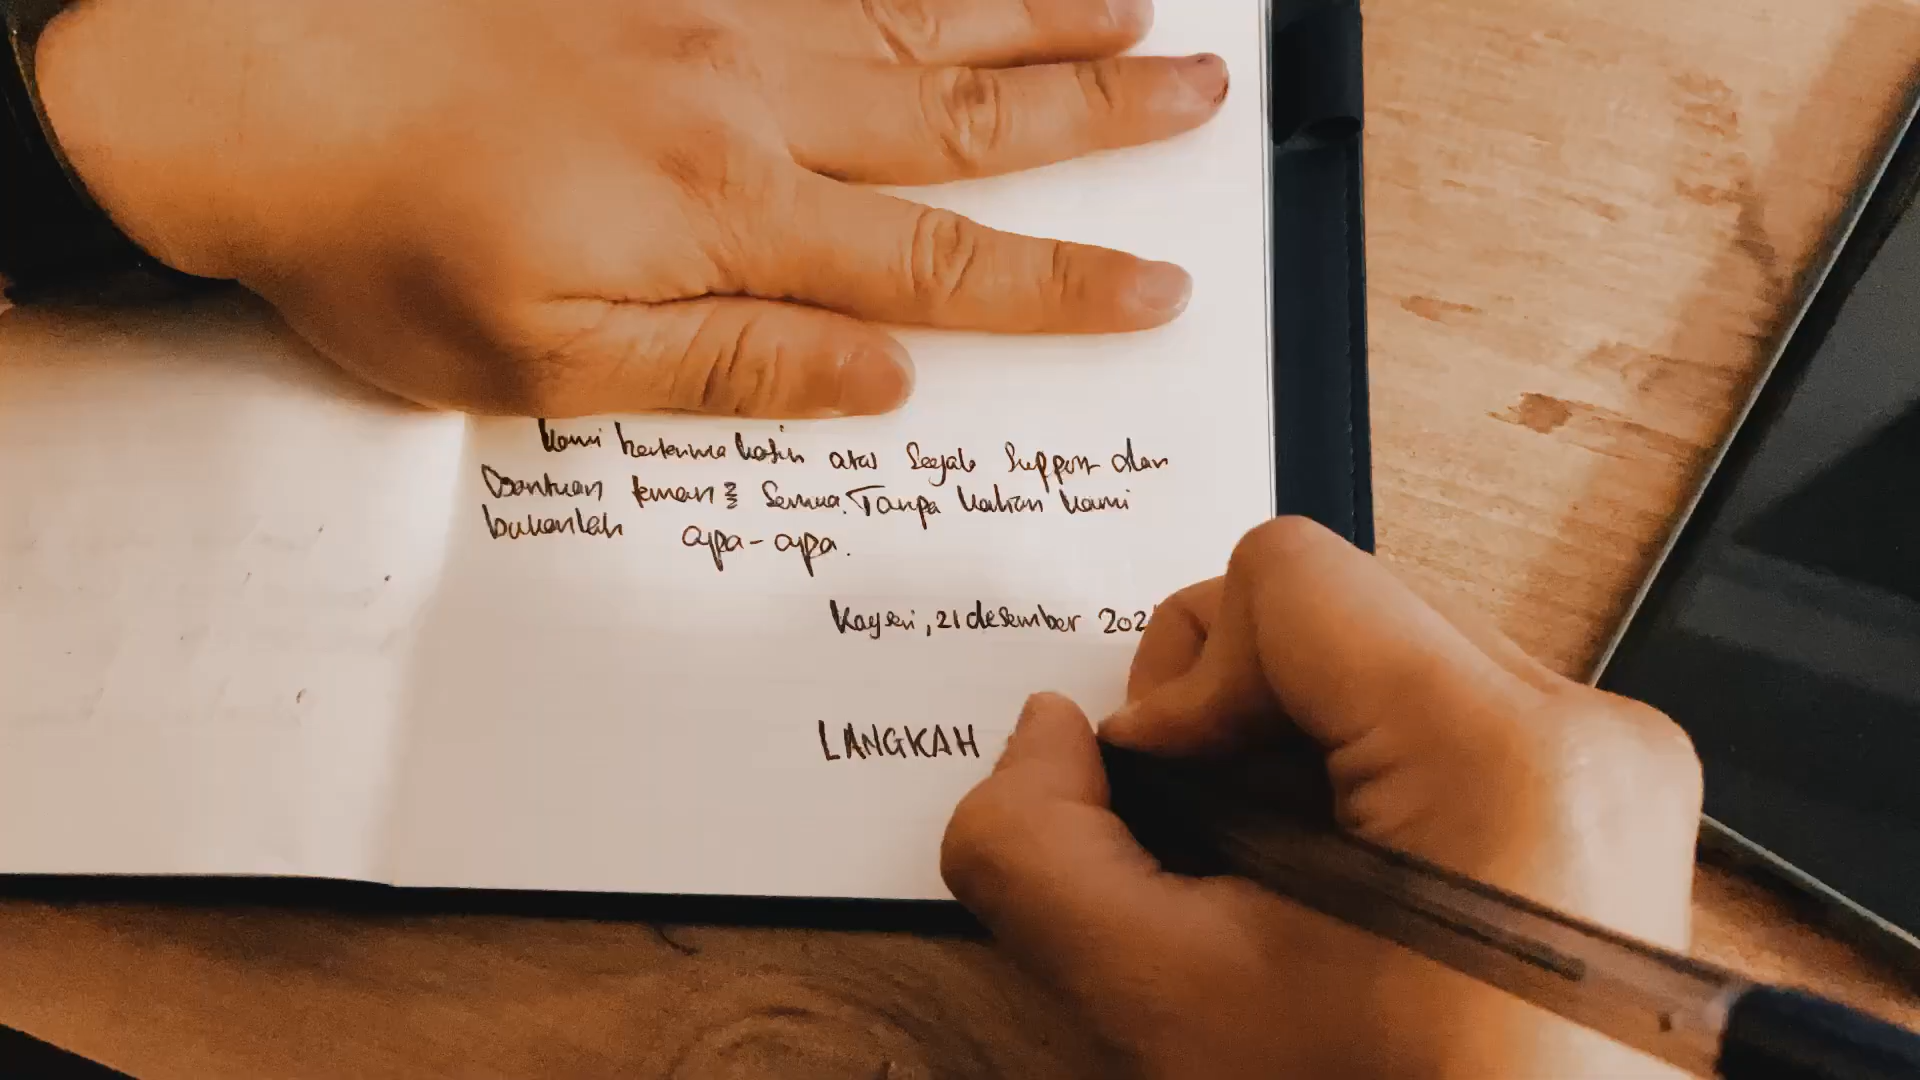 kami berterima kasih atas Segala Support dan
Bantuan teman2 Semua. Tanpa kalian kami
bukanlah apa-apa.
Kayseri, 21 desember 202
LANGKAH